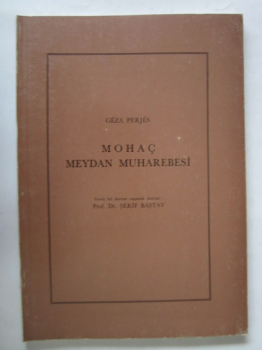 GÉZA PERJÉS
MOHAÇ
MEYDAN MUHAREBESİ
Prof. Dr. ŞERİF BAŞTAV